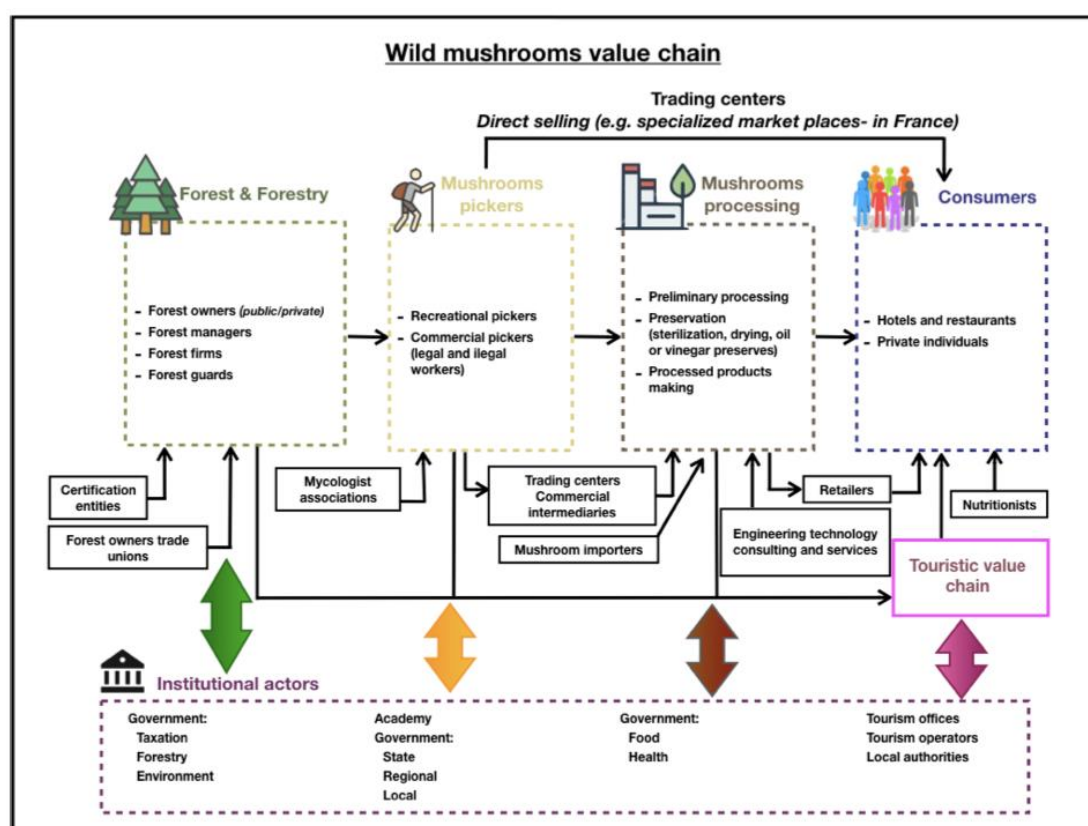 Wild mushrooms value chain
Trading centers
Direct selling (e.g. specialized market places- in France)
Forest & Forestry
Mushrooms
pickers
Mushrooms
processing
Consumers
- Forest owners (public/private)
- Forest managers
- Forest firms
- Forest guards
- Recreational pickers
- Commercial pickers
(legal and ilegal
workers)
- Preliminary processing
- Preservation
(sterilization, drying, oil
or vinegar preserves)
- Processed products
making
- Hotels and restaurants
- Private individuals
Certification
entities
Forest owners trade
unions
Mycologist
associations
Trading centers
Commercial
intermediaries
Mushroom importers
Engineering technology
consulting and services
Retailers
Nutritionists
Touristic value
chain
Institutional actors
Government:
Taxation
Forestry
Environment
Academy
Government:
State
Regional
Local
Government:
Food
Health
Tourism offices
Tourism operators
Local authorities